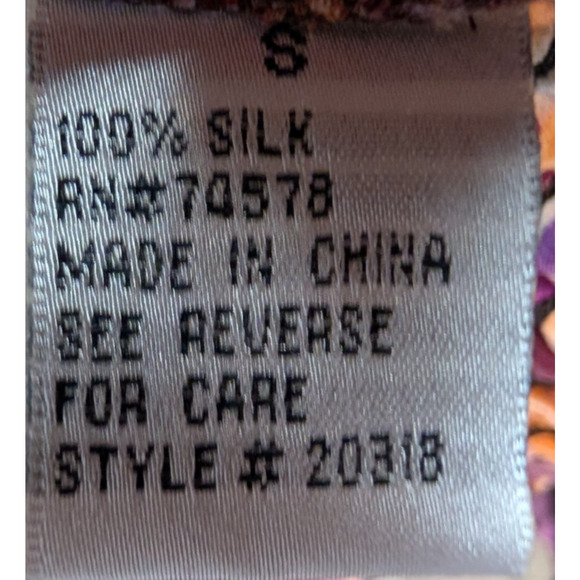 S
100% SILK
RN#74578
MADE IN CHINA
SEE REVERSE
FOR CARE
STYLE # 20318